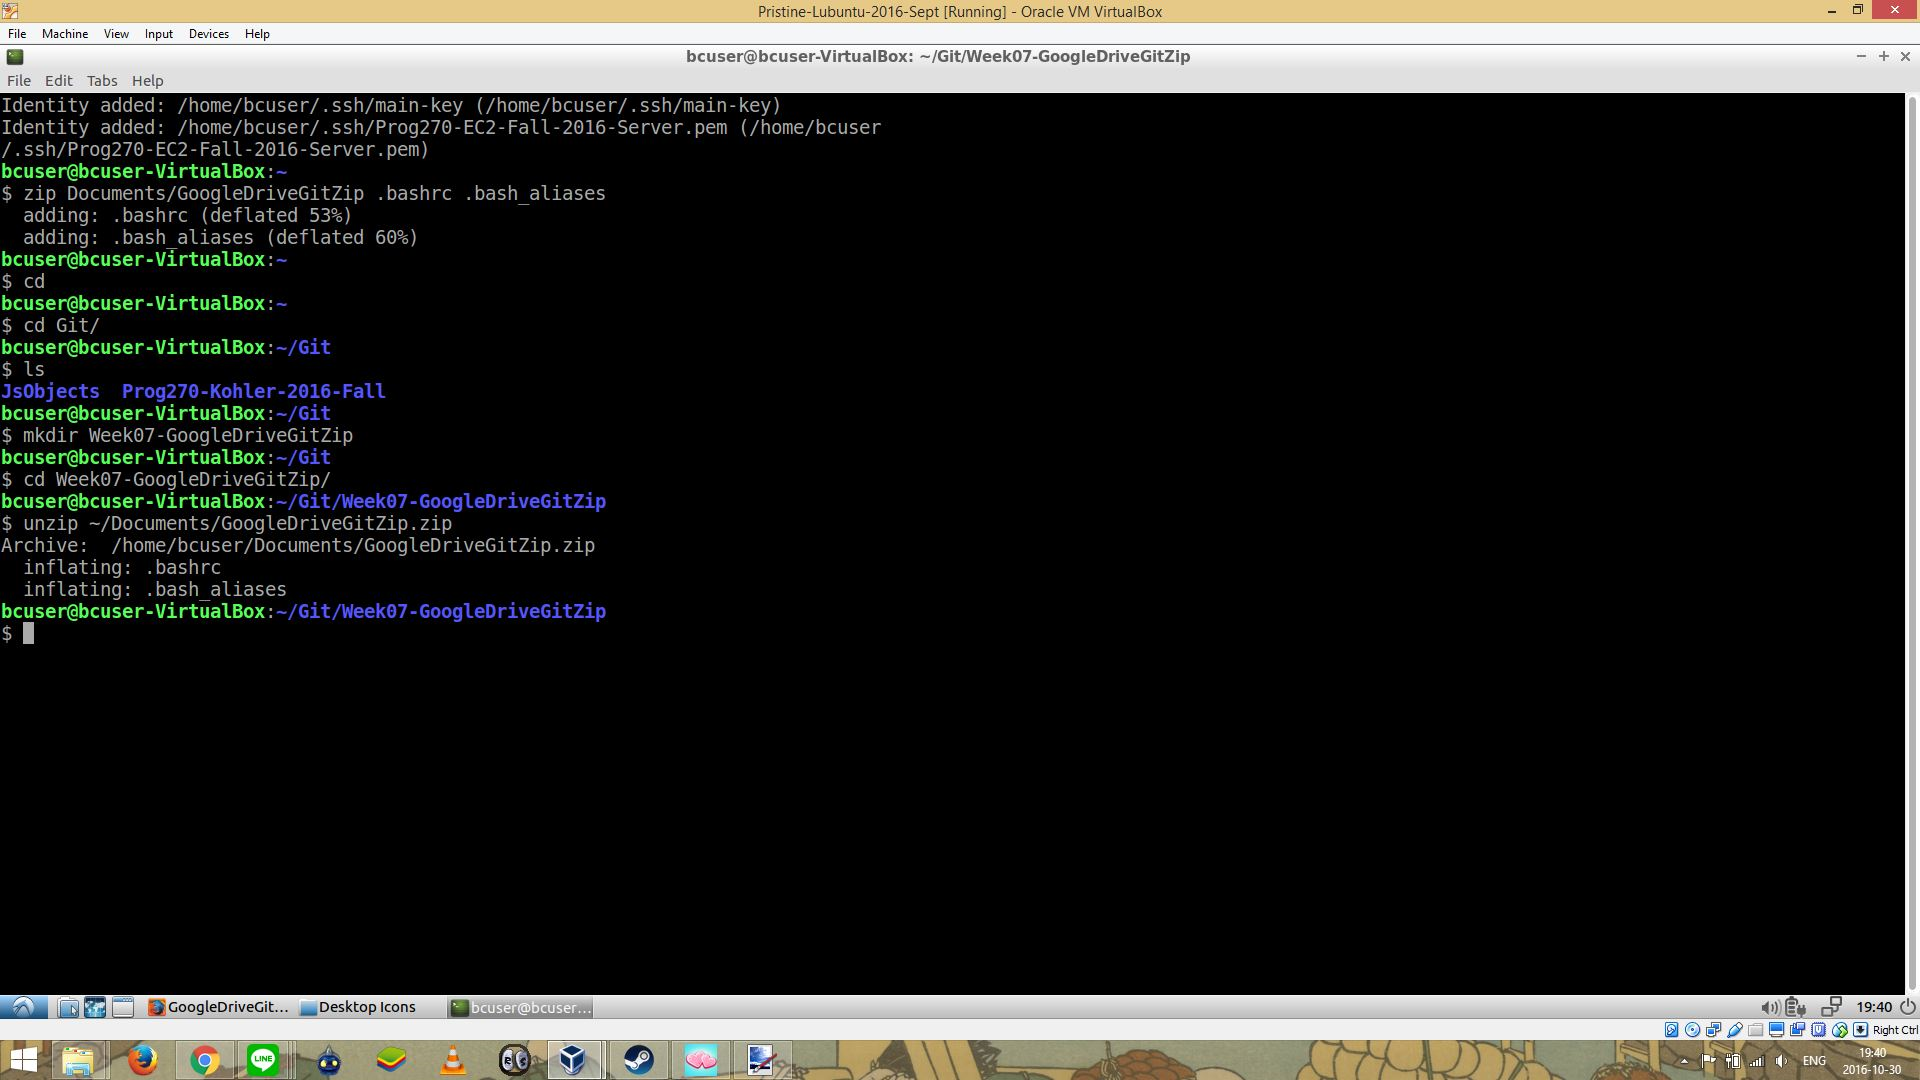 Pristine-Lubuntu-2016-Sept [Running] - Oracle VM VirtualBox
File Machine View Input Devices Help
bcuser@bcuser-VirtualBox: ~/Git/Week07-GoogleDriveGitZip
File Edit Tabs Help
Identity added: /home/bcuser/.ssh/main-key (/home/bcuser/.ssh/main-key)
Identity added: /home/bcuser/.ssh/Prog270-EC2-Fall-2016-Server.pem (/home/bcuser
/.ssh/Prog270-EC2-Fall-2016-Server.pem)
bcuser@bcuser-VirtualBox:~
$ zip Documents/GoogleDriveGitZip .bashrc .bash_aliases
  adding: .bashrc (deflated 53%)
  adding: .bash_aliases (deflated 60%)
bcuser@bcuser-VirtualBox:~
$ cd
bcuser@bcuser-VirtualBox:~
$ cd Git/
bcuser@bcuser-VirtualBox:~/Git
$ ls
JsObjects  Prog270-Kohler-2016-Fall
bcuser@bcuser-VirtualBox:~/Git
$ mkdir Week07-GoogleDriveGitZip
bcuser@bcuser-VirtualBox:~/Git
$ cd Week07-GoogleDriveGitZip/
bcuser@bcuser-VirtualBox:~/Git/Week07-GoogleDriveGitZip
$ unzip ~/Documents/GoogleDriveGitZip.zip
Archive:  /home/bcuser/Documents/GoogleDriveGitZip.zip
  inflating: .bashrc
  inflating: .bash_aliases
bcuser@bcuser-VirtualBox:~/Git/Week07-GoogleDriveGitZip
$
GoogleDriveGit... Desktop Icons bcuser@bcuser... 19:40
Right Ctrl
LINE ENG 19:40
2016-10-30